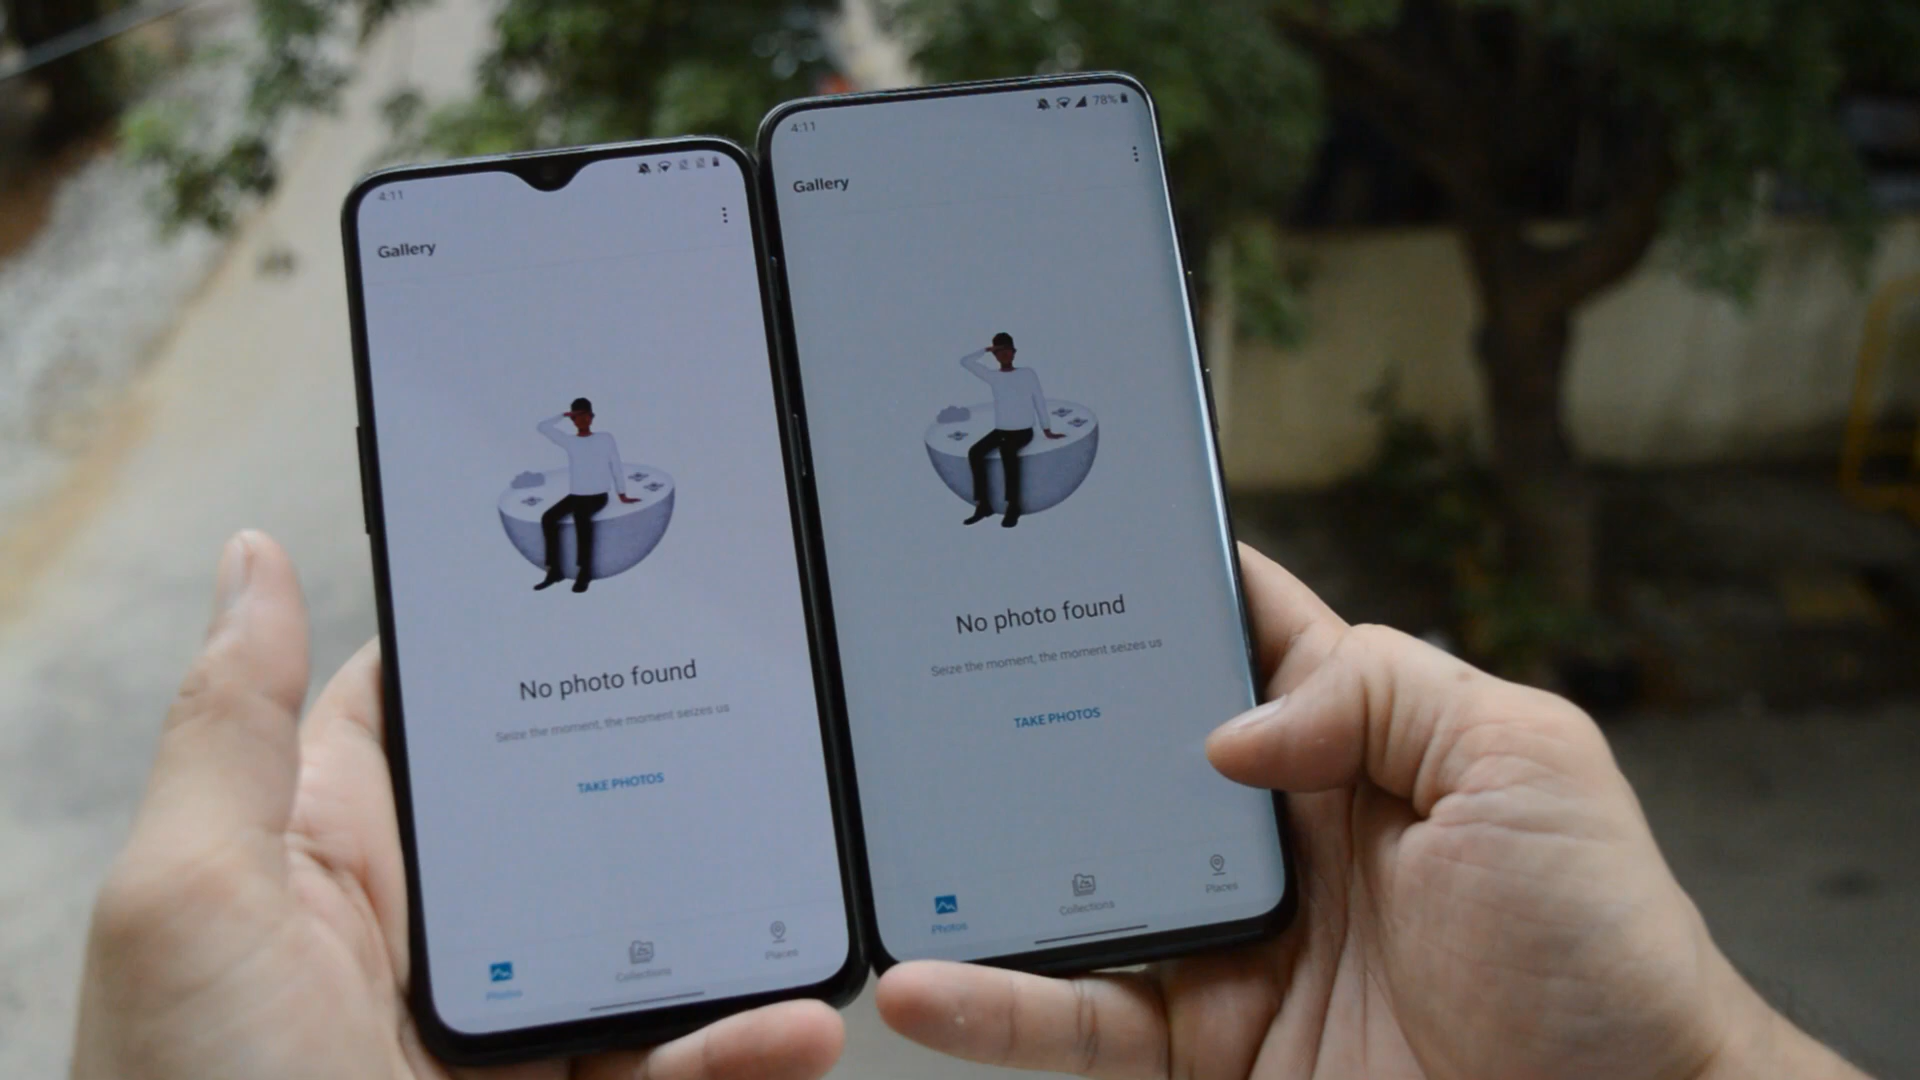 4:11
Gallery
No photo found
Seize the moment, the moment seizes us
TAKE PHOTOS
Photos
Collections
Places
4:11
78%
Gallery
No photo found
Seize the moment, the moment seizes us
TAKE PHOTOS
Photos
Collections
Places